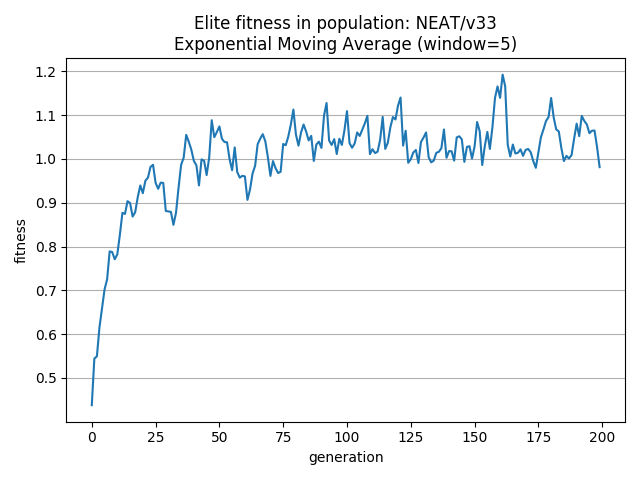 Elite fitness in population: NEAT/v33
Exponential Moving Average (window=5)
1.2
1.1
1.0
0.9
0.8
0.7
0.6
0.5
fitness
0 25 50 75 100 125 150 175 200
generation